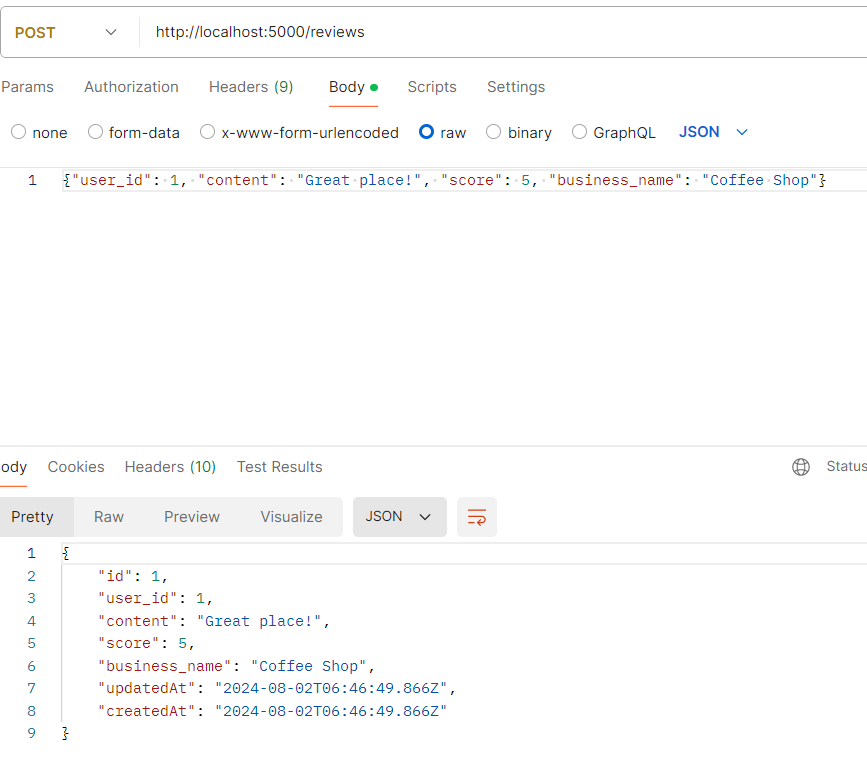 POST http://localhost:5000/reviews
Params Authorization Headers (9) Body Scripts Settings
none form-data x-www-form-urlencoded raw binary GraphQL JSON
1 {"user_id": 1, "content": "Great place!", "score": 5, "business_name": "Coffee Shop"}
ody Cookies Headers (10) Test Results Status
Pretty Raw Preview Visualize JSON
1 {
2 "id": 1,
3 "user_id": 1,
4 "content": "Great place!",
5 "score": 5,
6 "business_name": "Coffee Shop",
7 "updatedAt": "2024-08-02T06:46:49.866Z",
8 "createdAt": "2024-08-02T06:46:49.866Z"
9 }